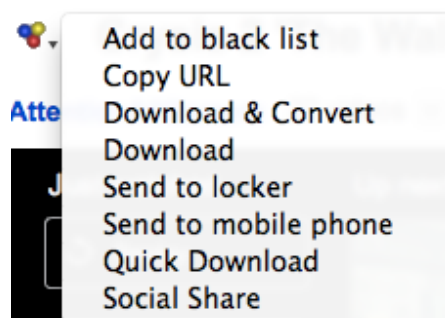 Add to black list
Copy URL
Atte
Download & Convert
Download
J
Send to locker
Send to mobile phone
Quick Download
Social Share